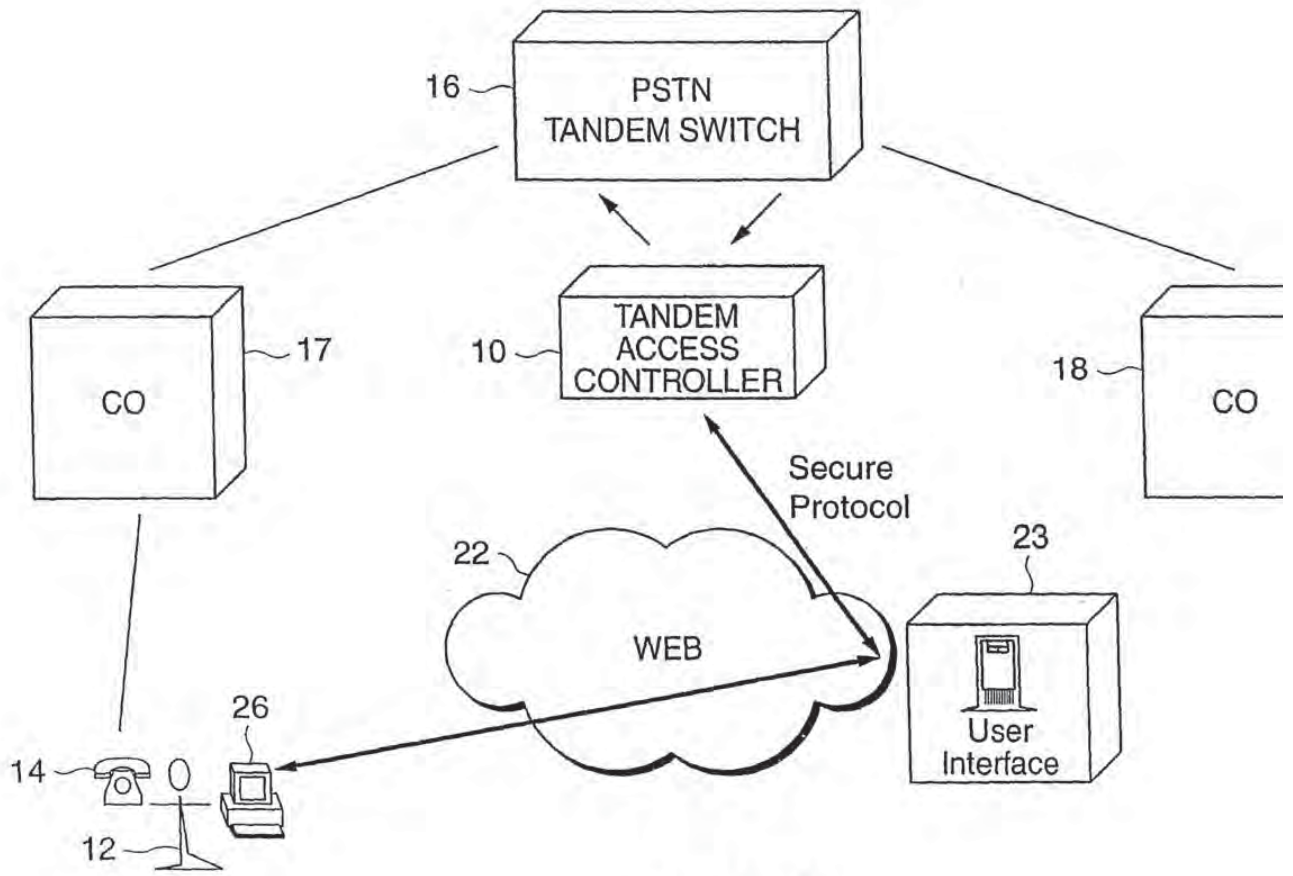 16
PSTN
TANDEM SWITCH
17
CO
10
TANDEM
ACCESS
CONTROLLER
18
CO
Secure
Protocol
22
WEB
23
User
Interface
26
14
12